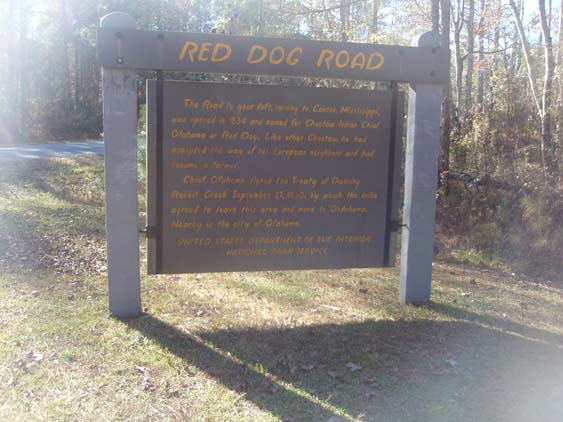 RED DOG ROAD
The Road to your left, running to Canton, Mississippi,
was opened in 1834 and named for Choctaw Indian Chief
Ofahoma or Red Dog. Like other Choctaw, he had
accepted the way of his European neighbors and had
become a farmer.
Chief Ofahoma signed the Treaty of Dancing
Rabbit Creek September 27, 1830, by which the tribe
agreed to leave this area and move to Oklahoma.
Nearby is the city of Ofahoma.
UNITED STATES DEPARTMENT OF THE INTERIOR
NATIONAL PARK SERVICE